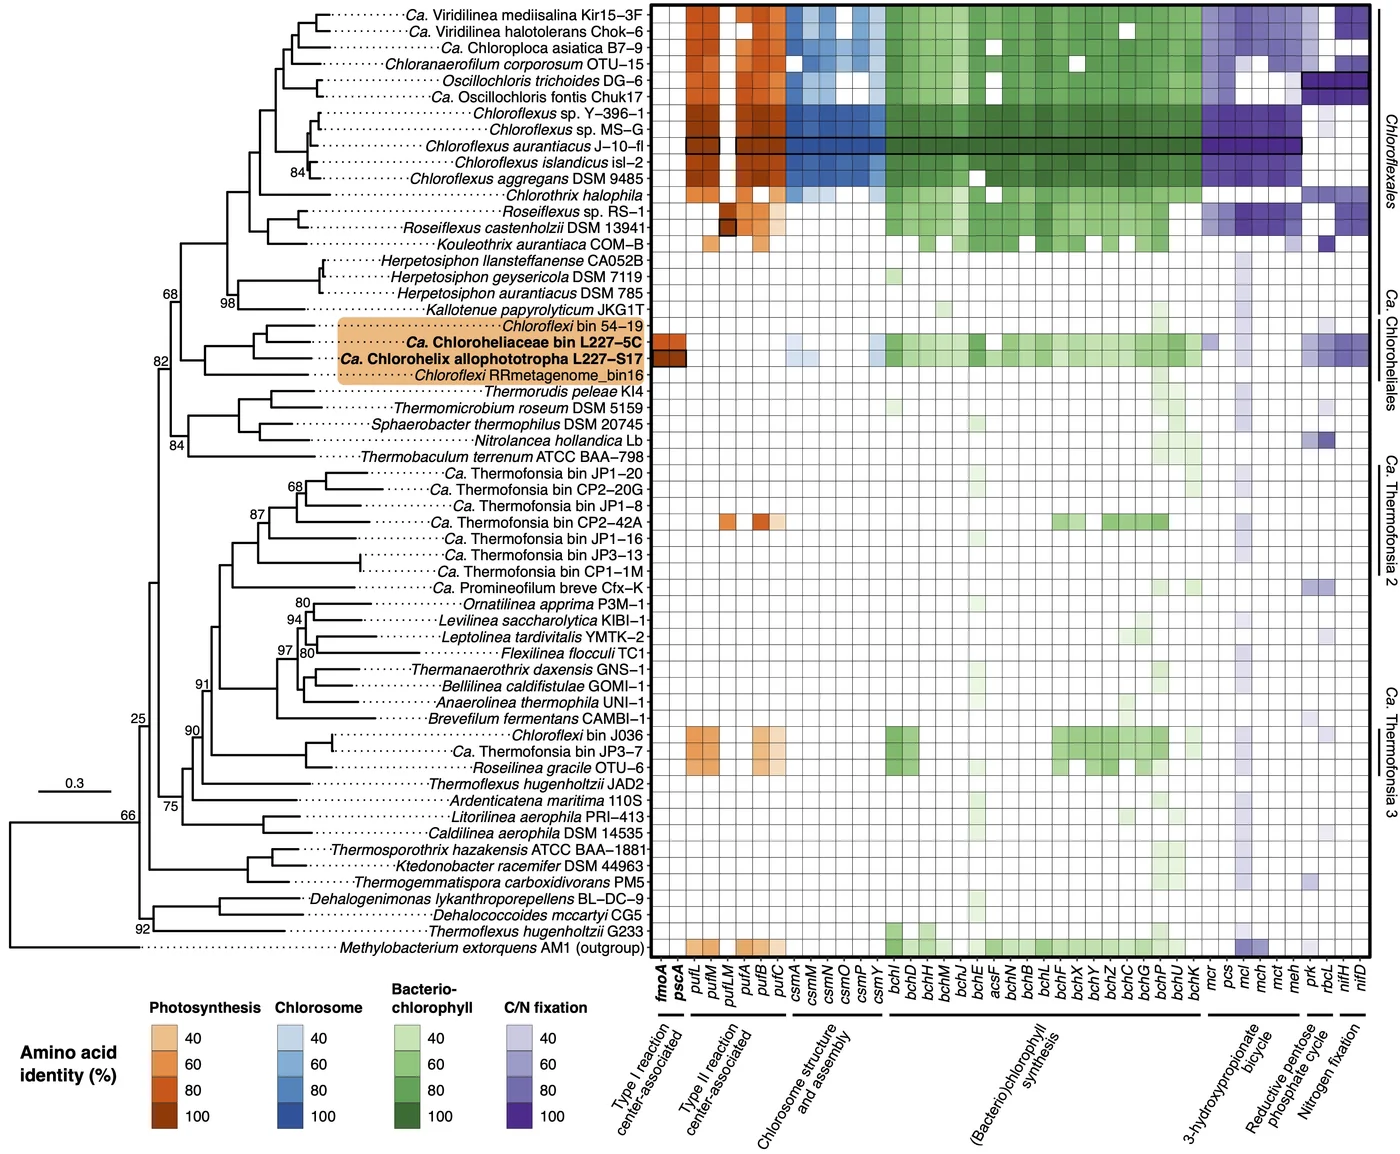 Ca. Viridilinea mediisalina Kir15−3F
Ca. Viridilinea halotolerans Chok−6
Ca. Chloroploca asiatica B7−9
Chloranaerofilum corporosum OTU−15
Oscillochloris trichoides DG−6
Ca. Oscillochloris fontis Chuk17
Chloroflexus sp. Y−396−1
Chloroflexus sp. MS−G
Chloroflexus aurantiacus J−10−fl
Chloroflexus islandicus isl−2
84
Chloroflexus aggregans DSM 9485
Chlorothrix halophila
Roseiflexus sp. RS−1
Roseiflexus castenholzii DSM 13941
Kouleothrix aurantiaca COM−B
Herpetosiphon llansteffanense CA052B
Herpetosiphon geysericola DSM 7119
Herpetosiphon aurantiacus DSM 785
68
98
Kallotenue papyrolyticum JKG1T
Chloroflexi bin 54−19
Ca. Chloroheliaceae bin L227−5C
Ca. Chlorohelix allophototropha L227−S17
82
Chloroflexi RRmetagenome_bin16
Thermorudis peleae KI4
Thermomicrobium roseum DSM 5159
Sphaerobacter thermophilus DSM 20745
84
Nitrolancea hollandica Lb
Thermobaculum terrenum ATCC BAA−798
Ca. Thermofonsia bin JP1−20
68
Ca. Thermofonsia bin CP2−20G
Ca. Thermofonsia bin JP1−8
87
Ca. Thermofonsia bin CP2−42A
Ca. Thermofonsia bin JP1−16
Ca. Thermofonsia bin JP3−13
Ca. Thermofonsia bin CP1−1M
Ca. Promineofilum breve Cfx−K
80
Ornatilinea apprima P3M−1
94
Levilinea saccharolytica KIBI−1
Leptolinea tardivitalis YMTK−2
97
80
Flexilinea flocculi TC1
Thermanaerothrix daxensis GNS−1
91
Bellilinea caldifistulae GOMI−1
Anaerolinea thermophila UNI−1
25
Brevefilum fermentans CAMBI−1
90
Chloroflexi bin J036
Ca. Thermofonsia bin JP3−7
Roseilinea gracile OTU−6
0.3
Thermoflexus hugenholtzii JAD2
75
Ardenticatena maritima 110S
66
Litorilinea aerophila PRI−413
Caldilinea aerophila DSM 14535
Thermosporothrix hazakensis ATCC BAA−1881
Ktedonobacter racemifer DSM 44963
Thermogemmatispora carboxidivorans PM5
Dehalogenimonas lykanthroporepellens BL−DC−9
Dehalococcoides mccartyi CG5
92
Thermoflexus hugenholtzii G233
Methylobacterium extorquens AM1 (outgroup)
Chloroflexales
Ca. Chloroheliales
Ca. Thermofonsia 2
Ca. Thermofonsia 3
fmcA
pscA
pufL
pufM
pufLM
pufA
pufB
pufC
csmA
csmM
csmN
csmO
csmP
csmY
bchI
bchD
bchH
bchM
bchJ
bchE
acsF
bchN
bchB
bchL
bchF
bchX
bchY
bchZ
bchC
bchG
bchP
bchU
bchK
mcr
pcs
mcl
mch
mct
meh
prk
rbcL
nifH
nifD
Type I reaction
center-associated
Type II reaction
center-associated
Chlorosome structure
and assembly
(Bacterio)chlorophyll
synthesis
3-hydroxypropionate
bicycle
Reductive pentose
phosphate cycle
Nitrogen fixation
Amino acid
identity (%)
Photosynthesis
40
60
80
100
Chlorosome
40
60
80
100
Bacterio-
chlorophyll
40
60
80
100
C/N fixation
40
60
80
100